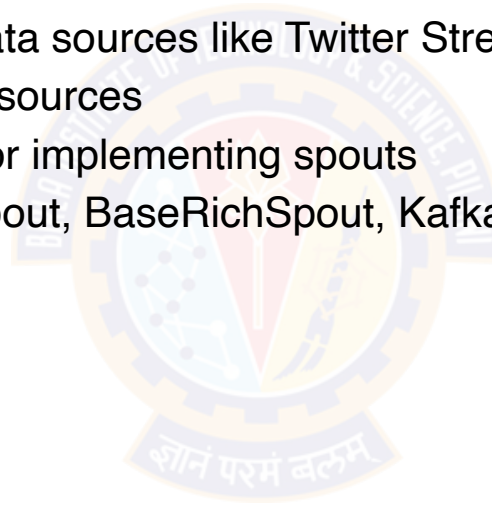 ata sources like Twitter Stre
sources
or implementing spouts
out, BaseRichSpout, Kafka
ज्ञानं परमं बलम्